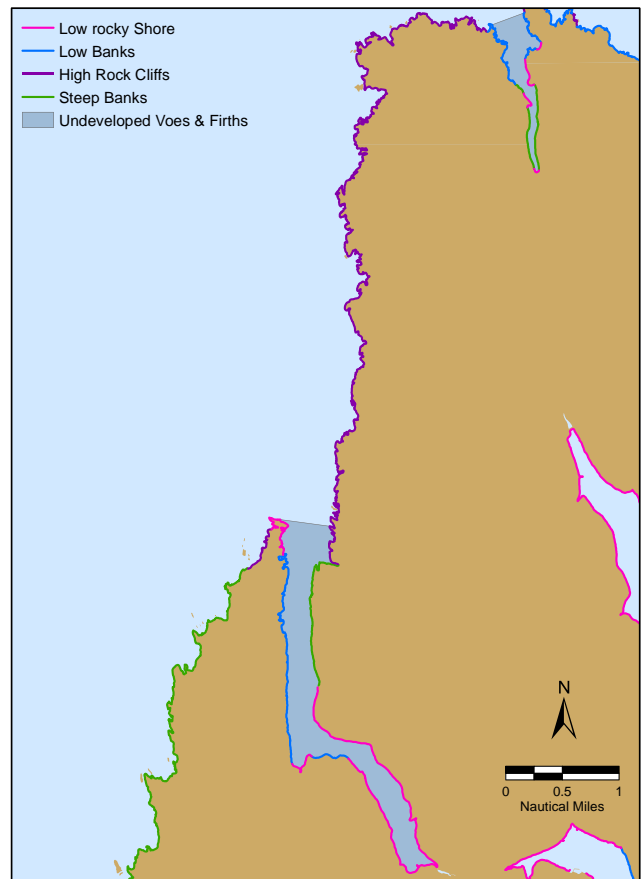 Low rocky Shore
Low Banks
High Rock Cliffs
Steep Banks
Undeveloped Voes & Firths
N
0 0.5 1
Nautical Miles